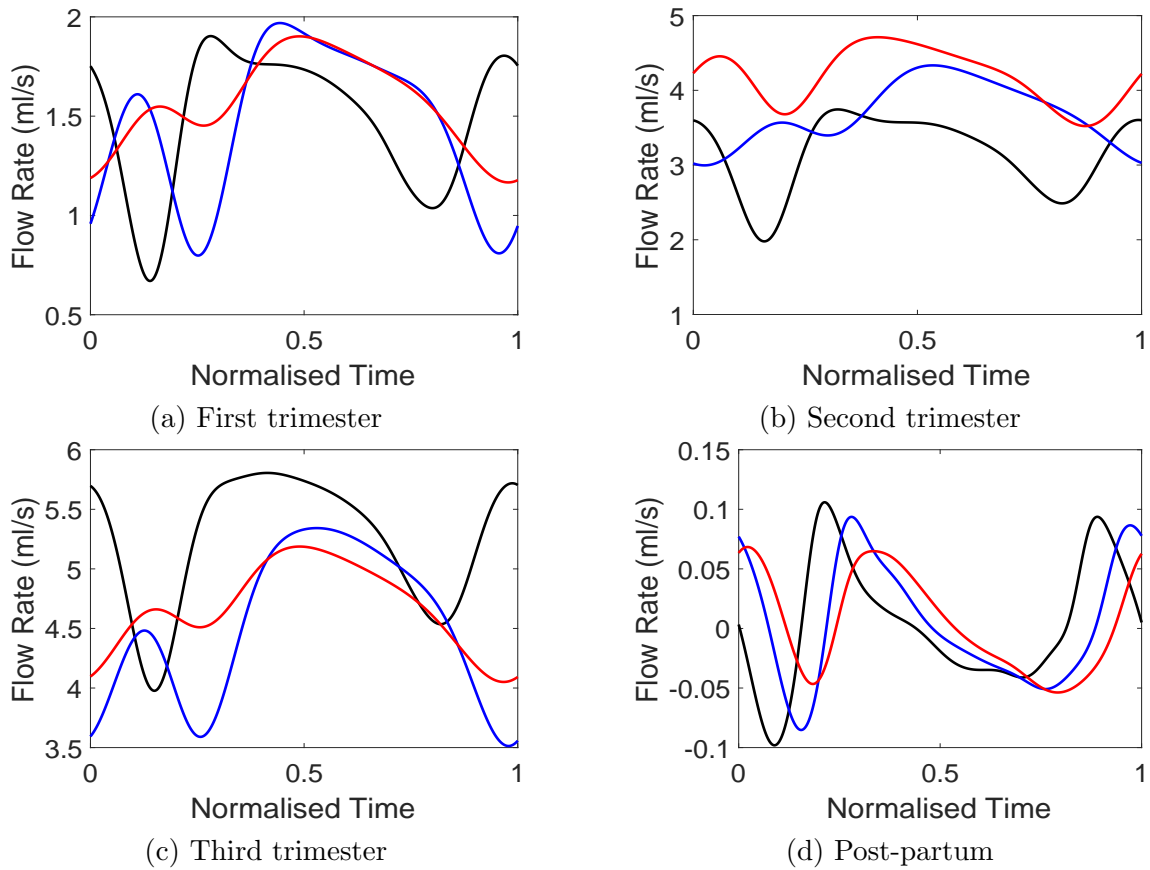 2
1.5
1
0.5
Flow Rate (ml/s)
0 0.5 1
Normalised Time
(a) First trimester
5
4
3
2
1
Flow Rate (ml/s)
0 0.5 1
Normalised Time
(b) Second trimester
6
5.5
5
4.5
4
3.5
Flow Rate (ml/s)
0 0.5 1
Normalised Time
(c) Third trimester
0.15
0.1
0.05
0
-0.05
-0.1
Flow Rate (ml/s)
0 0.5 1
Normalised Time
(d) Post-partum